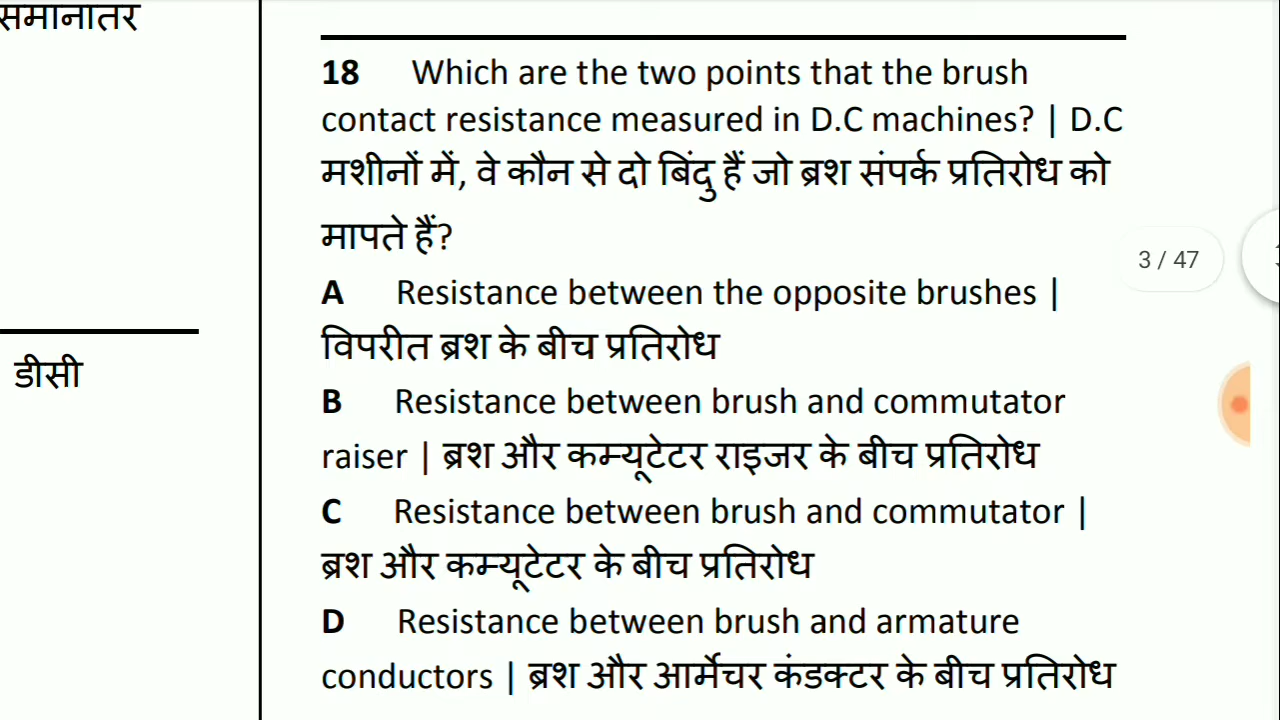 समानांतर
डीसी
18 Which are the two points that the brush
contact resistance measured in D.C machines? | D.C
मशीनों में, वे कौन से दो बिंदु हैं जो ब्रश संपर्क प्रतिरोध को
मापते हैं?
A Resistance between the opposite brushes |
विपरीत ब्रश के बीच प्रतिरोध
B Resistance between brush and commutator
raiser | ब्रश और कम्यूटेटर राइजर के बीच प्रतिरोध
C Resistance between brush and commutator |
ब्रश और कम्यूटेटर के बीच प्रतिरोध
D Resistance between brush and armature
conductors | ब्रश और आर्मेचर कंडक्टर के बीच प्रतिरोध
3 / 47